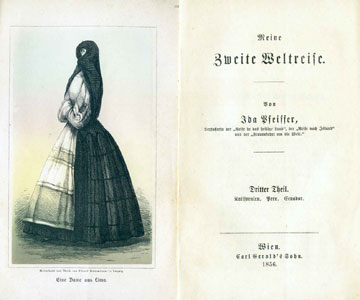 Eine Dame aus Lima.
Meine
Zweite Weltreise.
Von
Ida Pfeiffer,
Verfasserin der „Reise in das heilige Land“, der „Reise nach Island“
und der „Frauenfahrt um die Welt.“
Dritter Theil.
Kalifornien. Peru. Ecuador.
Wien.
Carl Gerold's Sohn.
1856.